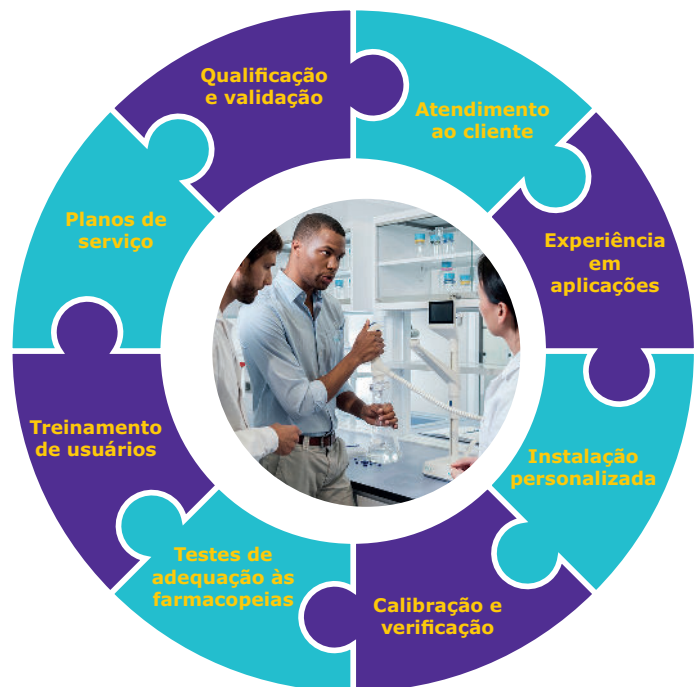 Qualificação
e validação
Atendimento
ao cliente
Experiência
em
aplicações
Instalação
personalizada
Calibração e
verificação
Testes de
adequação às
farmacopeias
Treinamento
de usuários
Planos de
serviço